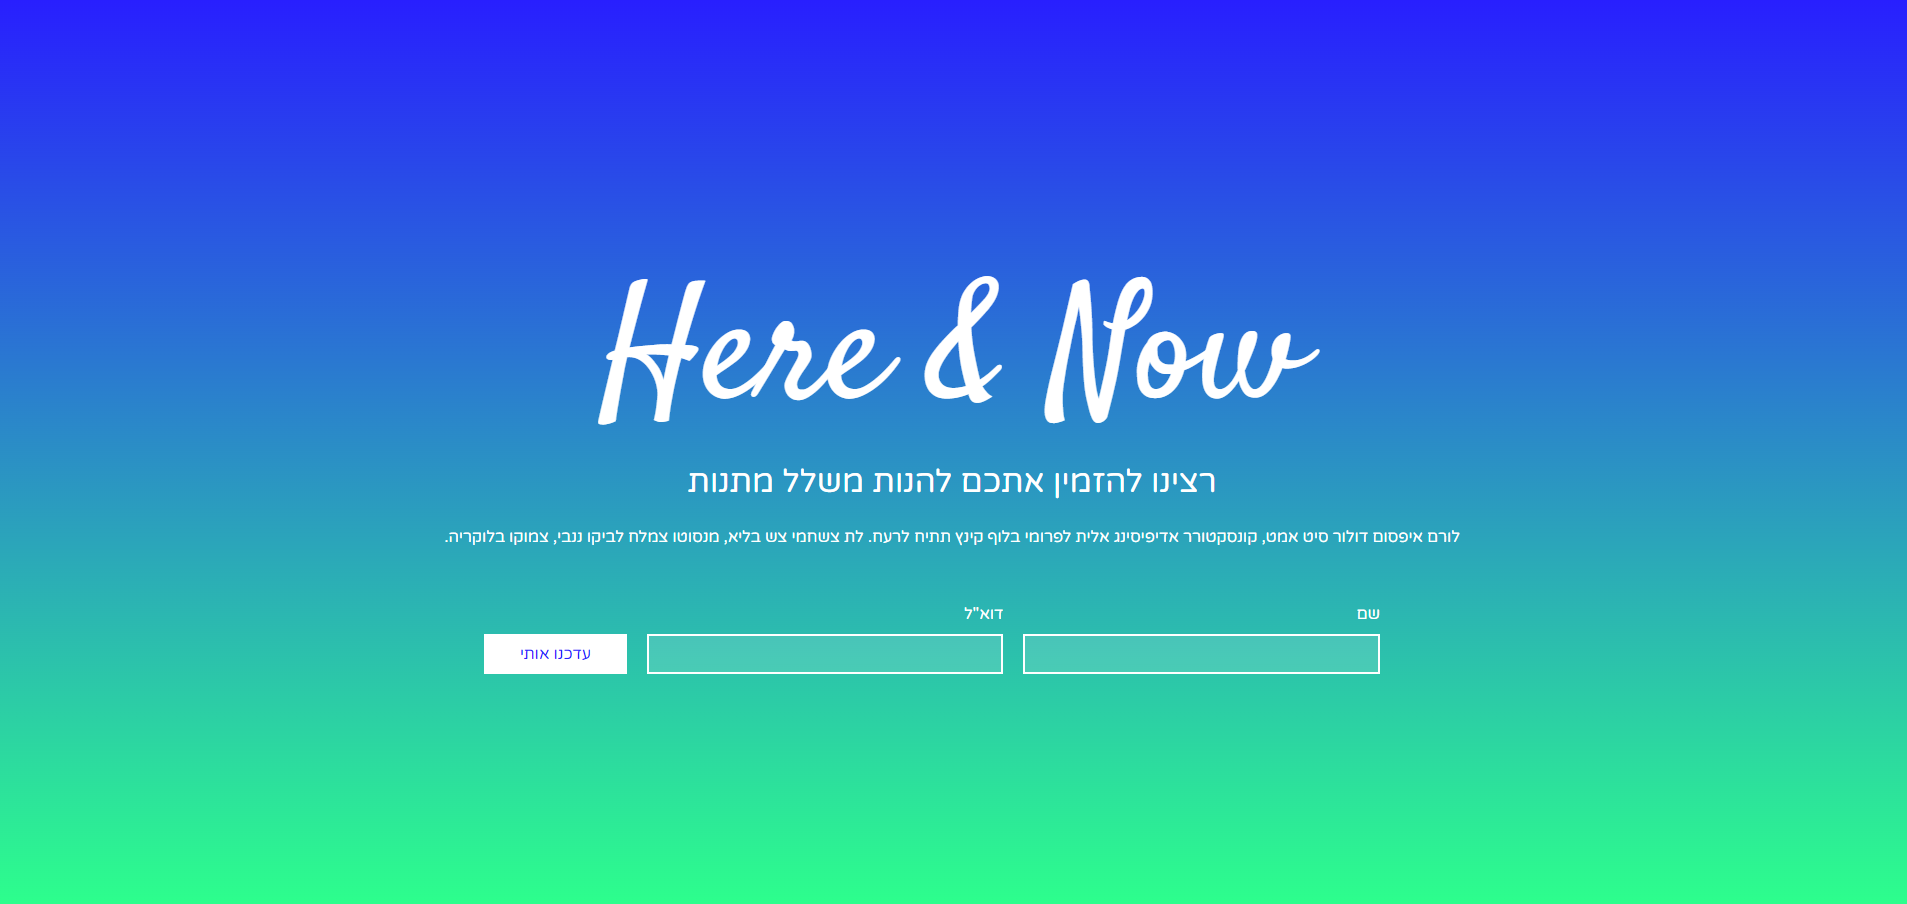 Here & Now
רצינו להזמין אתכם להנות משלל מתנות
לורם איפסום דולור סיט אמט, קונסקטורר אדיפיסינג אלית לפרומי בלוף קינץ תתיח לרעח. לת צשחמי צש בליא, מנסוטו צמלח לביקו ננבי, צמוקו בלוקריה.
שם
דוא"ל
עדכנו אותי